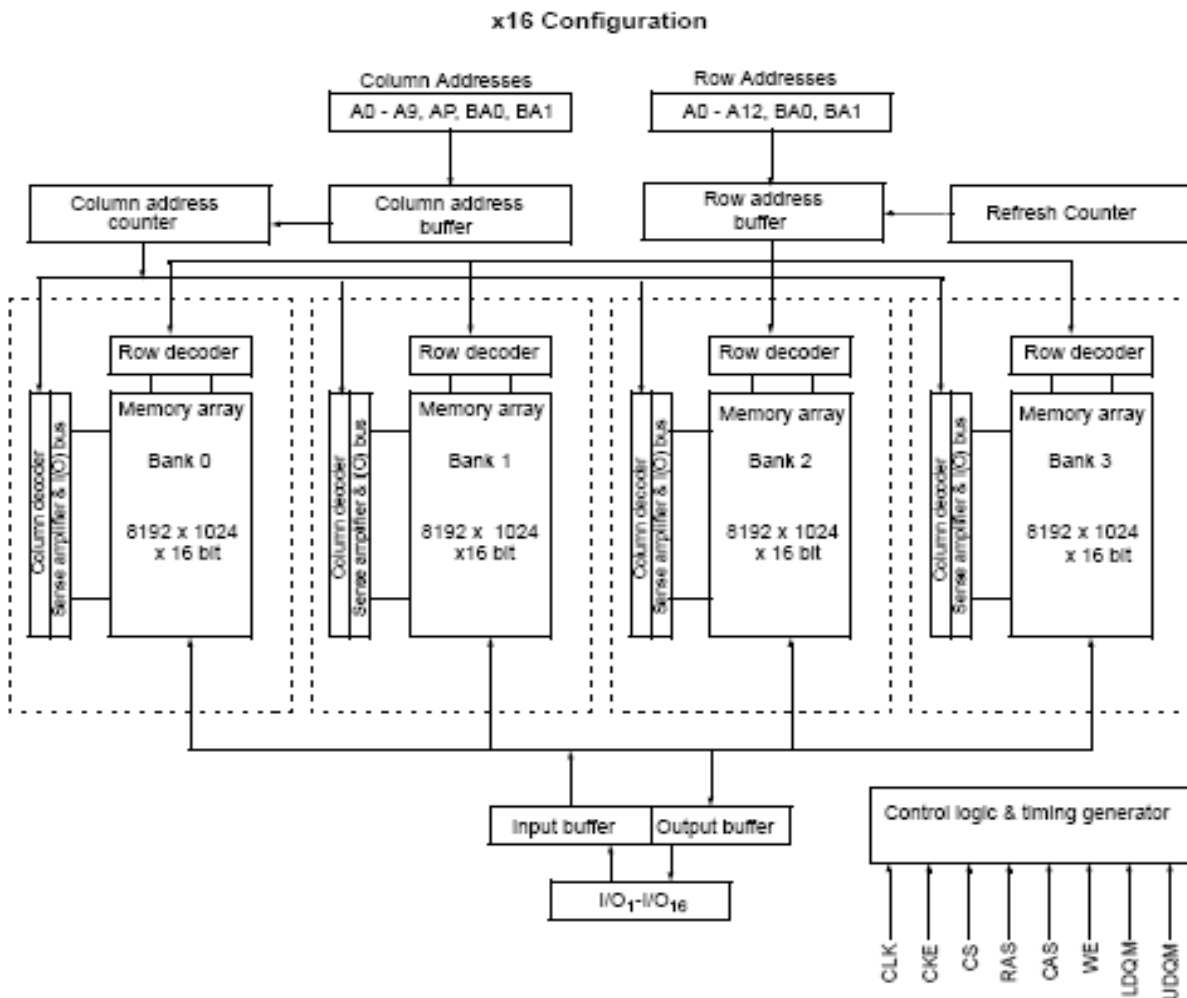 x16 Configuration
Column Addresses
Row Addresses
A0 - A9, AP, BA0, BA1
A0 - A12, BA0, BA1
Column address
counter
Column address
buffer
Row address
buffer
Refresh Counter
Row decoder
Row decoder
Row decoder
Row decoder
Column decoder
Sense amplifier & I(O) bus
Memory array
Bank 0
8192 x 1024
x 16 bit
Column decoder
Sense amplifier & I(O) bus
Memory array
Bank 1
8192 x 1024
x16 bit
Column decoder
Sense amplifier & I(O) bus
Memory array
Bank 2
8192 x 1024
x 16 bit
Column decoder
Sense amplifier & I(O) bus
Memory array
Bank 3
8192 x 1024
x 16 bit
Input buffer
Output buffer
I/O1-I/O16
Control logic & timing generator
CLK
CKE
CS
RAS
CAS
WE
LDQM
UDQM